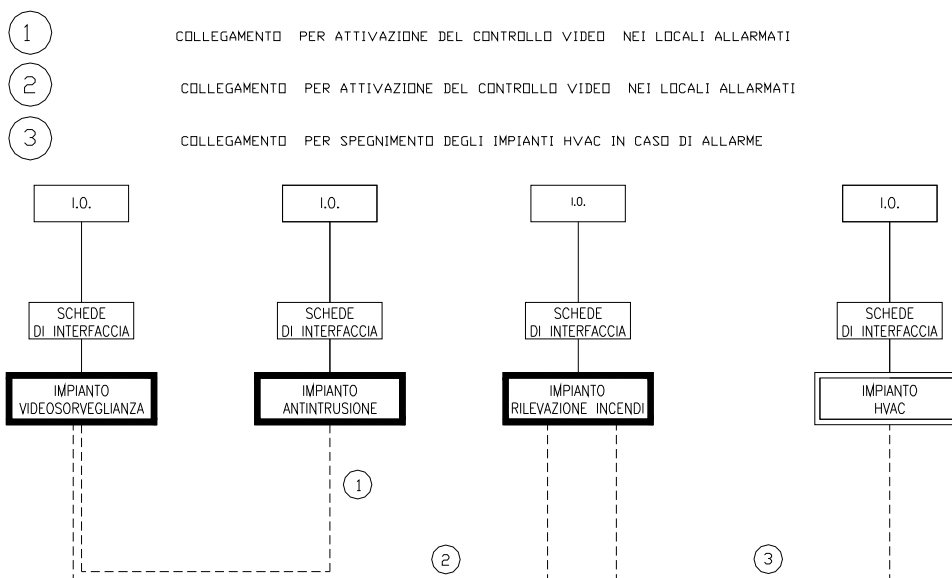 1 COLLEGAMENTO PER ATTIVAZIONE DEL CONTROLLO VIDEO NEI LOCALI ALLARMATI
2 COLLEGAMENTO PER ATTIVAZIONE DEL CONTROLLO VIDEO NEI LOCALI ALLARMATI
3 COLLEGAMENTO PER SPEGNIMENTO DEGLI IMPIANTI HVAC IN CASO DI ALLARME
I.O. I.O. I.O. I.O.
SCHEDE SCHEDE SCHEDE SCHEDE
DI INTERFACCIA DI INTERFACCIA DI INTERFACCIA DI INTERFACCIA
IMPIANTO IMPIANTO IMPIANTO IMPIANTO
VIDEOSORVEGLIANZA ANTINTRUSIONE RILEVAZIONE INCENDI HVAC
1
2 3